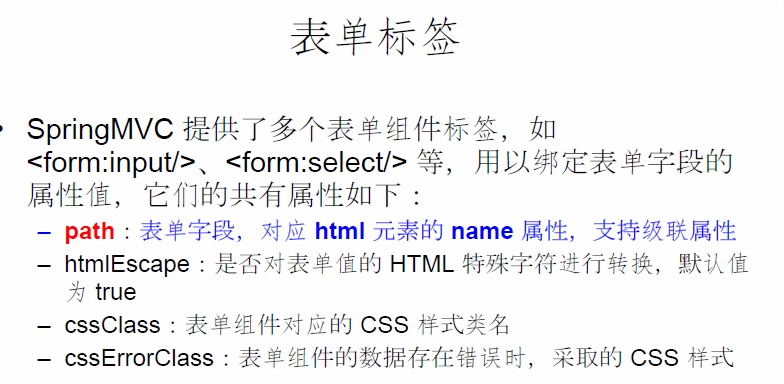 表单标签
• SpringMVC 提供了多个表单组件标签，如
<form:input/>、<form:select/> 等，用以绑定表单字段的
属性值，它们的共有属性如下：
– path：表单字段，对应 html 元素的 name 属性，支持级联属性
– htmlEscape：是否对表单值的 HTML 特殊字符进行转换，默认值
为 true
– cssClass：表单组件对应的 CSS 样式类名
– cssErrorClass：表单组件的数据存在错误时，采取的 CSS 样式